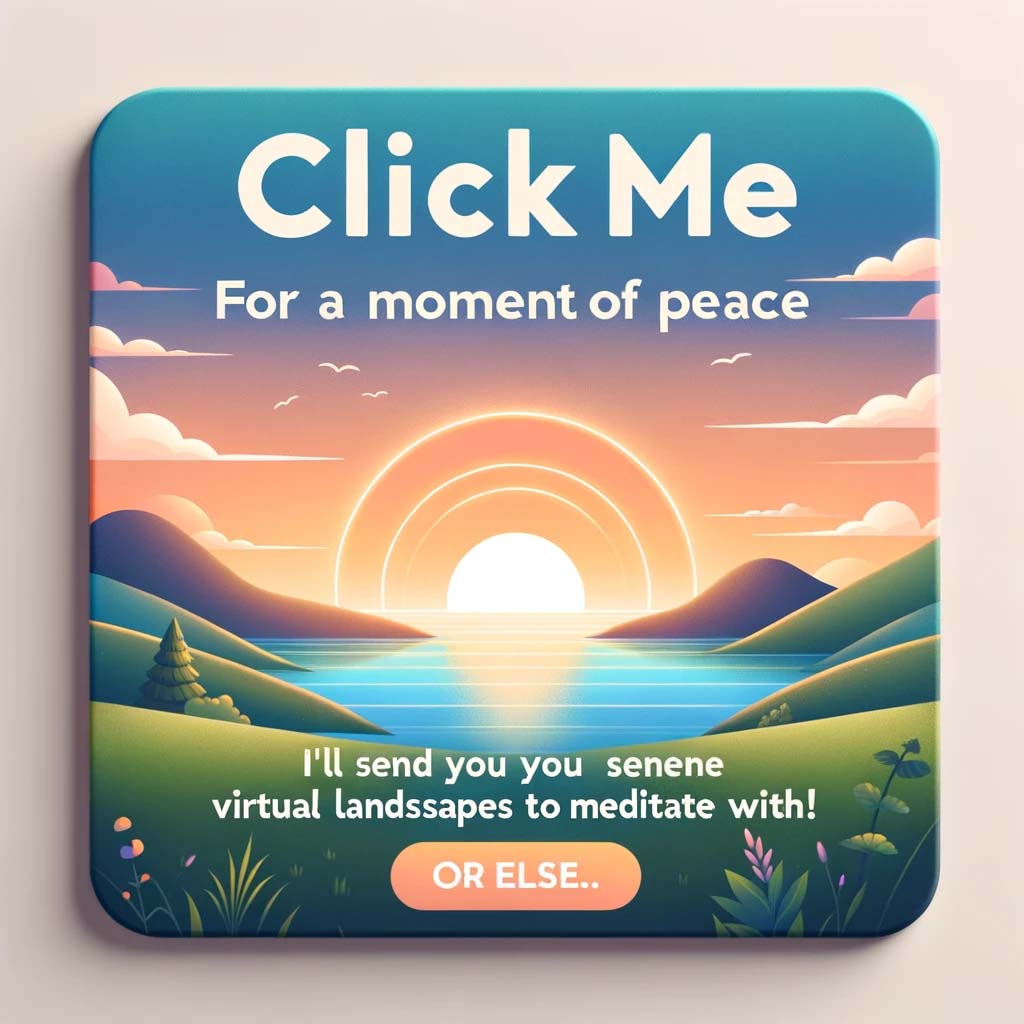 Click Me
For a moment of peace
I'll send you you senene
virtual landssapes to meditate with!
OR ELSE..